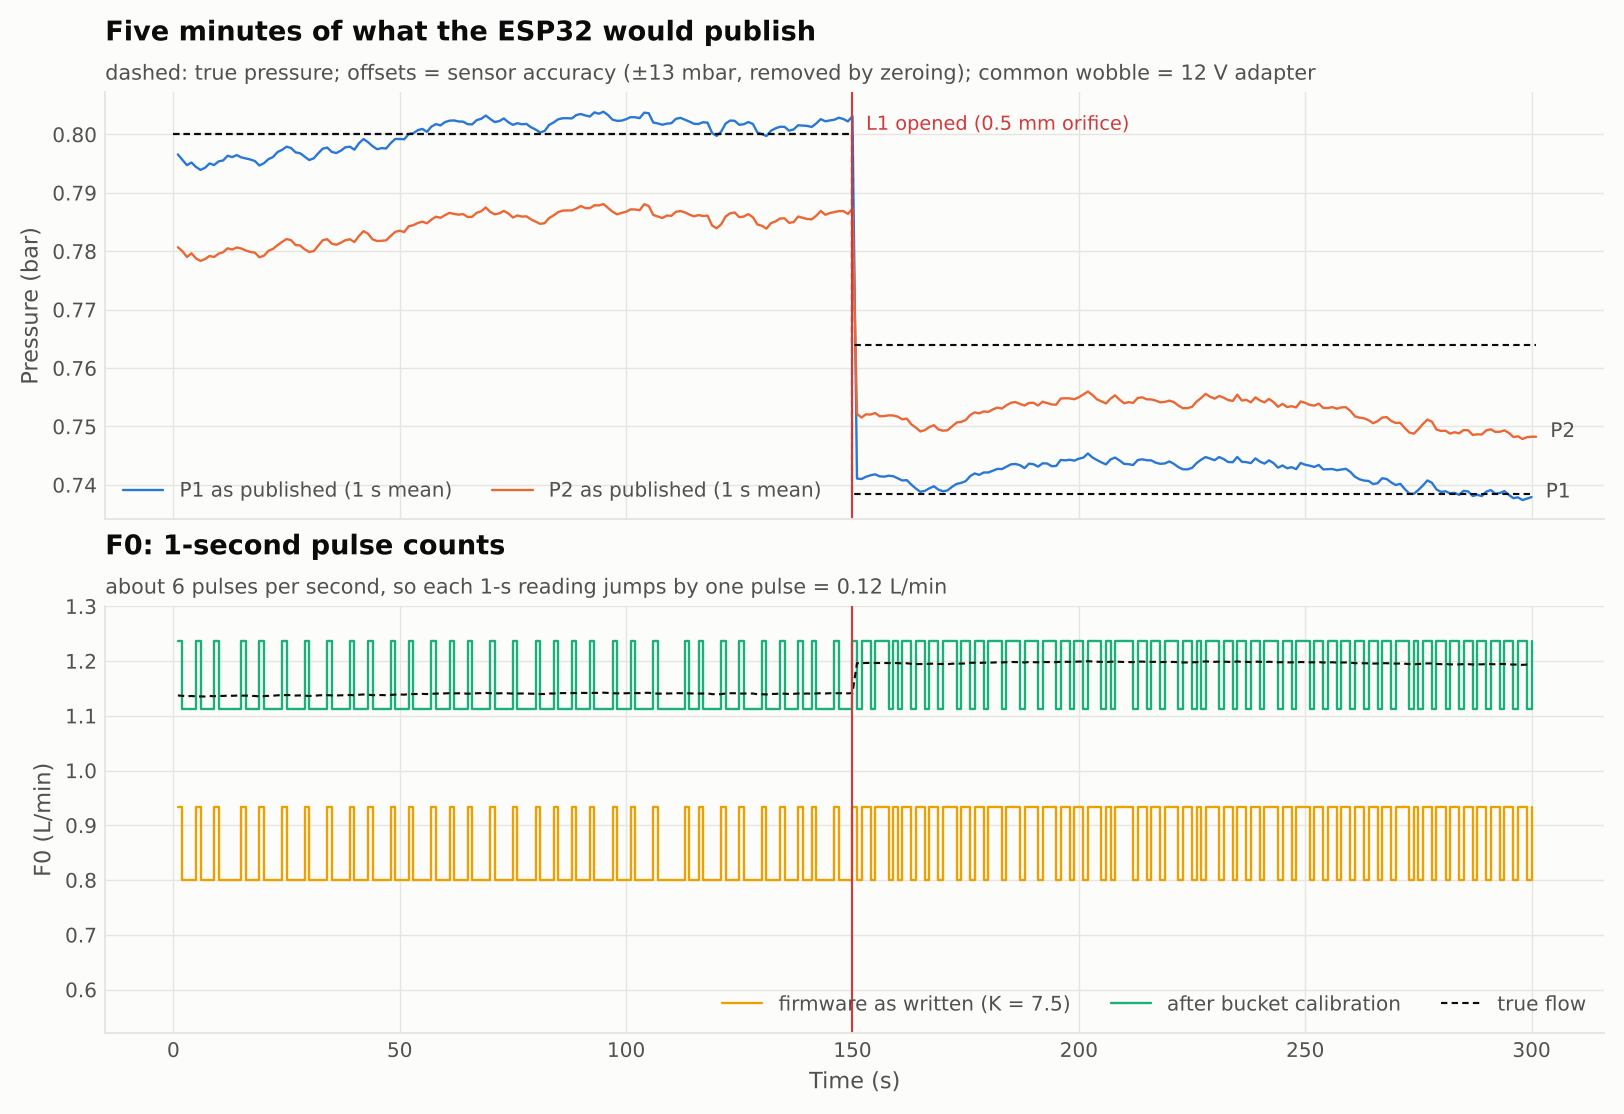 Five minutes of what the ESP32 would publish
dashed: true pressure; offsets = sensor accuracy (±13 mbar, removed by zeroing); common wobble = 12 V adapter
L1 opened (0.5 mm orifice)
0.80
0.79
0.78
0.77
0.76
0.75
0.74
Pressure (bar)
P2
P1
P1 as published (1 s mean)
P2 as published (1 s mean)
F0: 1-second pulse counts
about 6 pulses per second, so each 1-s reading jumps by one pulse = 0.12 L/min
1.3
1.2
1.1
1.0
0.9
0.8
0.7
0.6
F0 (L/min)
firmware as written (K = 7.5)
after bucket calibration
true flow
0
50
100
150
200
250
300
Time (s)